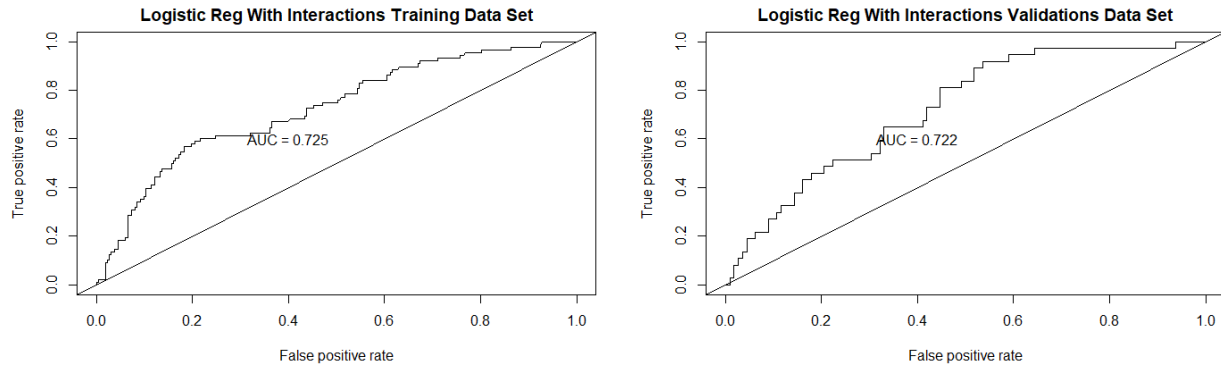 Logistic Reg With Interactions Training Data Set
True positive rate
1.0
0.8
0.6
0.4
0.2
0.0
AUC = 0.725
0.0 0.2 0.4 0.6 0.8 1.0
False positive rate
Logistic Reg With Interactions Validations Data Set
True positive rate
1.0
0.8
0.6
0.4
0.2
0.0
AUC = 0.722
0.0 0.2 0.4 0.6 0.8 1.0
False positive rate